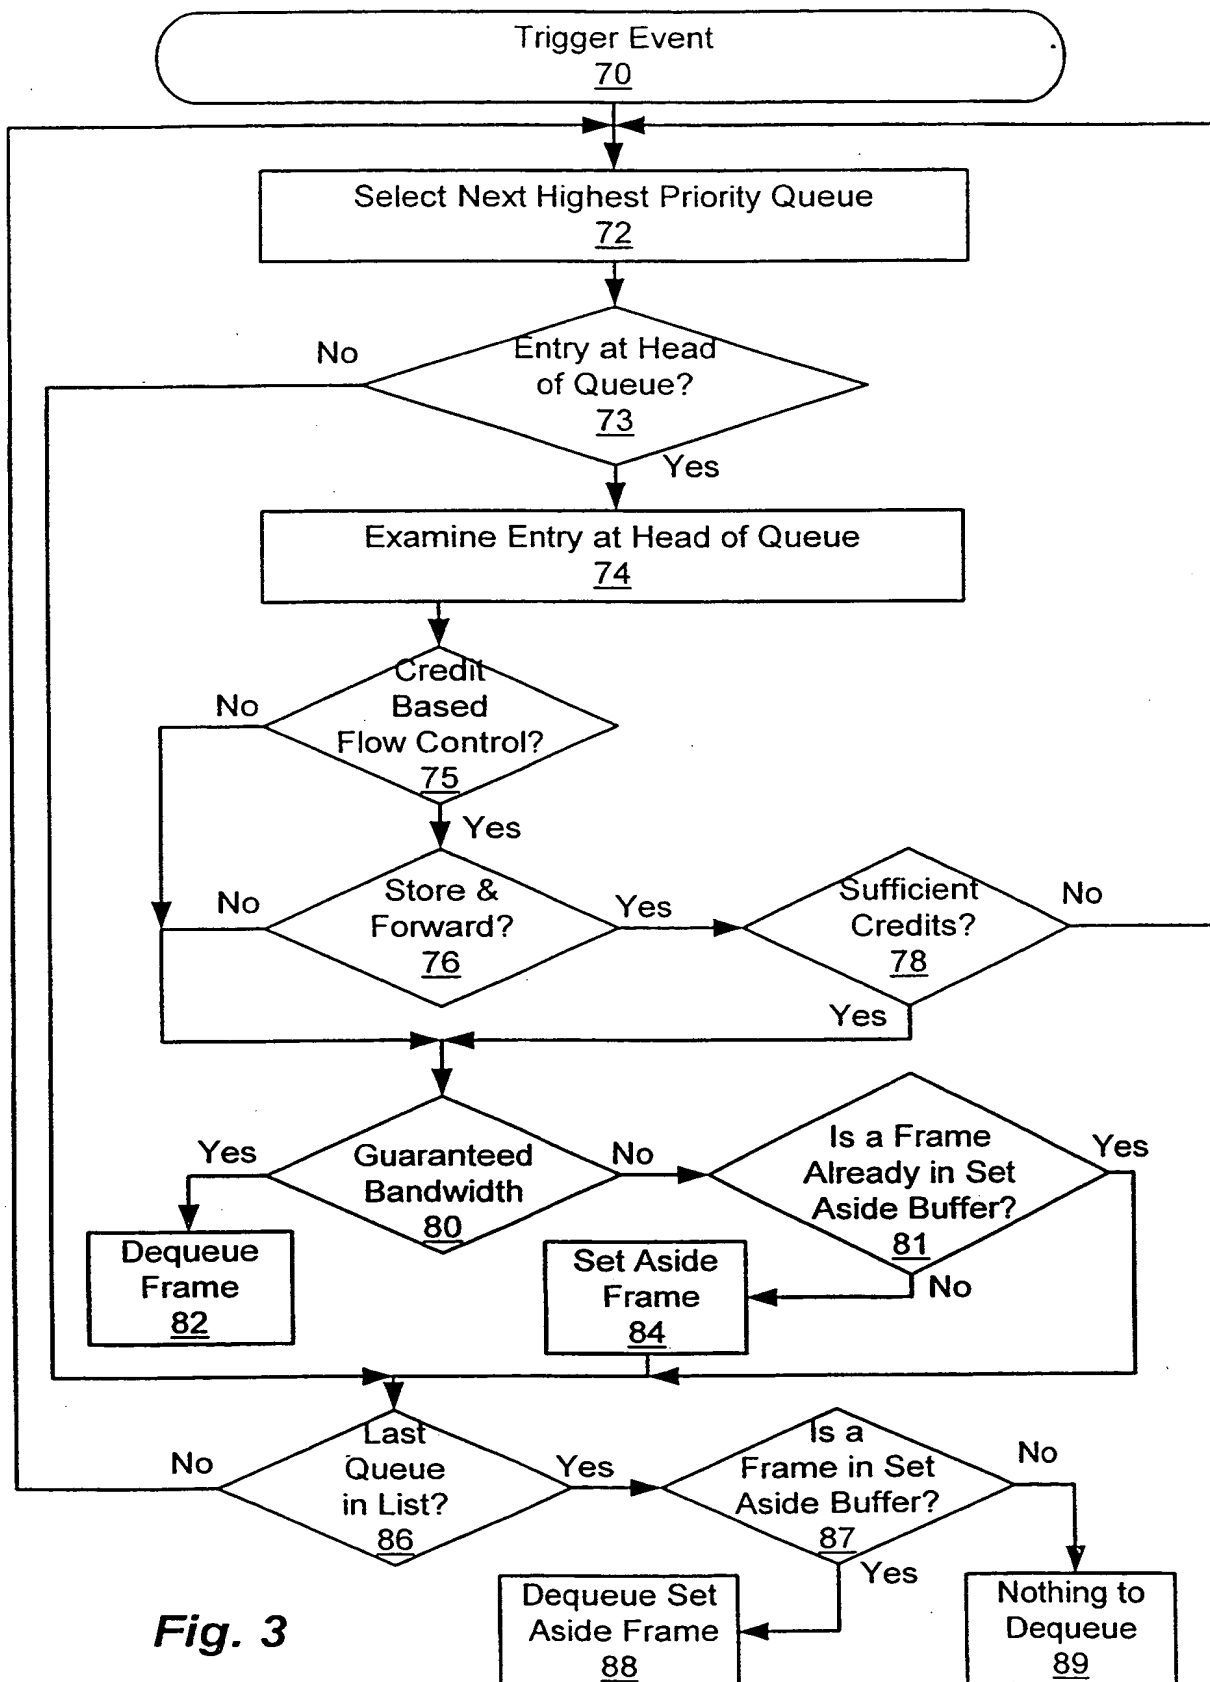 Trigger Event
70
Select Next Highest Priority Queue
72
No
Entry at Head
of Queue?
73
Yes
Examine Entry at Head of Queue
74
No
Credit
Based
Flow Control?
75
Yes
No
Store &
Forward?
76
Yes
Sufficient
Credits?
78
No
Yes
Yes
Guaranteed
Bandwidth
80
No
Is a Frame
Already in Set
Aside Buffer?
81
Yes
No
Dequeue
Frame
82
Set Aside
Frame
84
No
Last
Queue
in List?
86
Yes
Is a
Frame in Set
Aside Buffer?
87
No
Yes
Dequeue Set
Aside Frame
88
Nothing to
Dequeue
89
Fig. 3